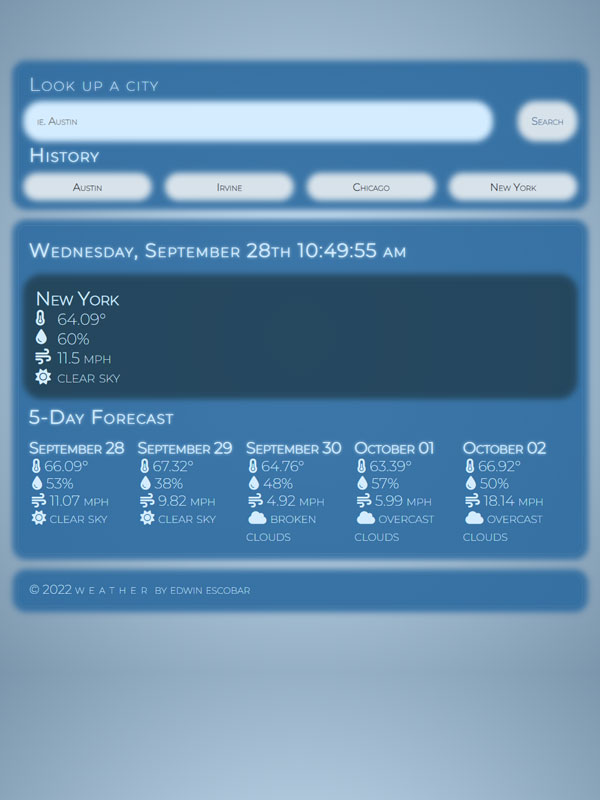 Look up a city
ie. Austin
Search
History
Austin
Irvine
Chicago
New York
Wednesday, September 28th 10:49:55 am
New York
64.09°
60%
11.5 mph
clear sky
5-Day Forecast
September 28
66.09°
53%
11.07 mph
clear sky
September 29
67.32°
38%
9.82 mph
clear sky
September 30
64.76°
48%
4.92 mph
broken
clouds
October 01
63.39°
57%
5.99 mph
overcast
clouds
October 02
66.92°
50%
18.14 mph
overcast
clouds
© 2022 w e a t h e r by edwin escobar